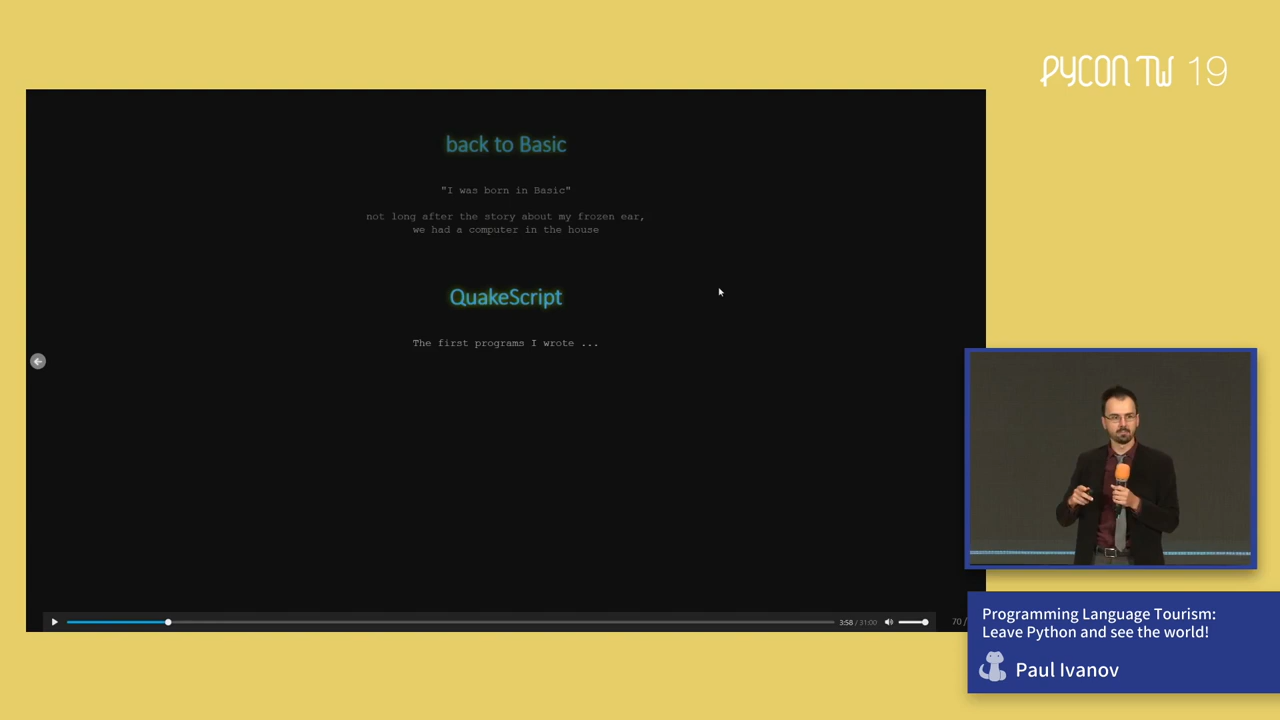 PYCON TW 19
back to Basic
"I was born in Basic"
not long after the story about my frozen ear,
we had a computer in the house
QuakeScript
The first programs I wrote ...
3:58 / 31:00
70 /
Programming Language Tourism:
Leave Python and see the world!
Paul Ivanov